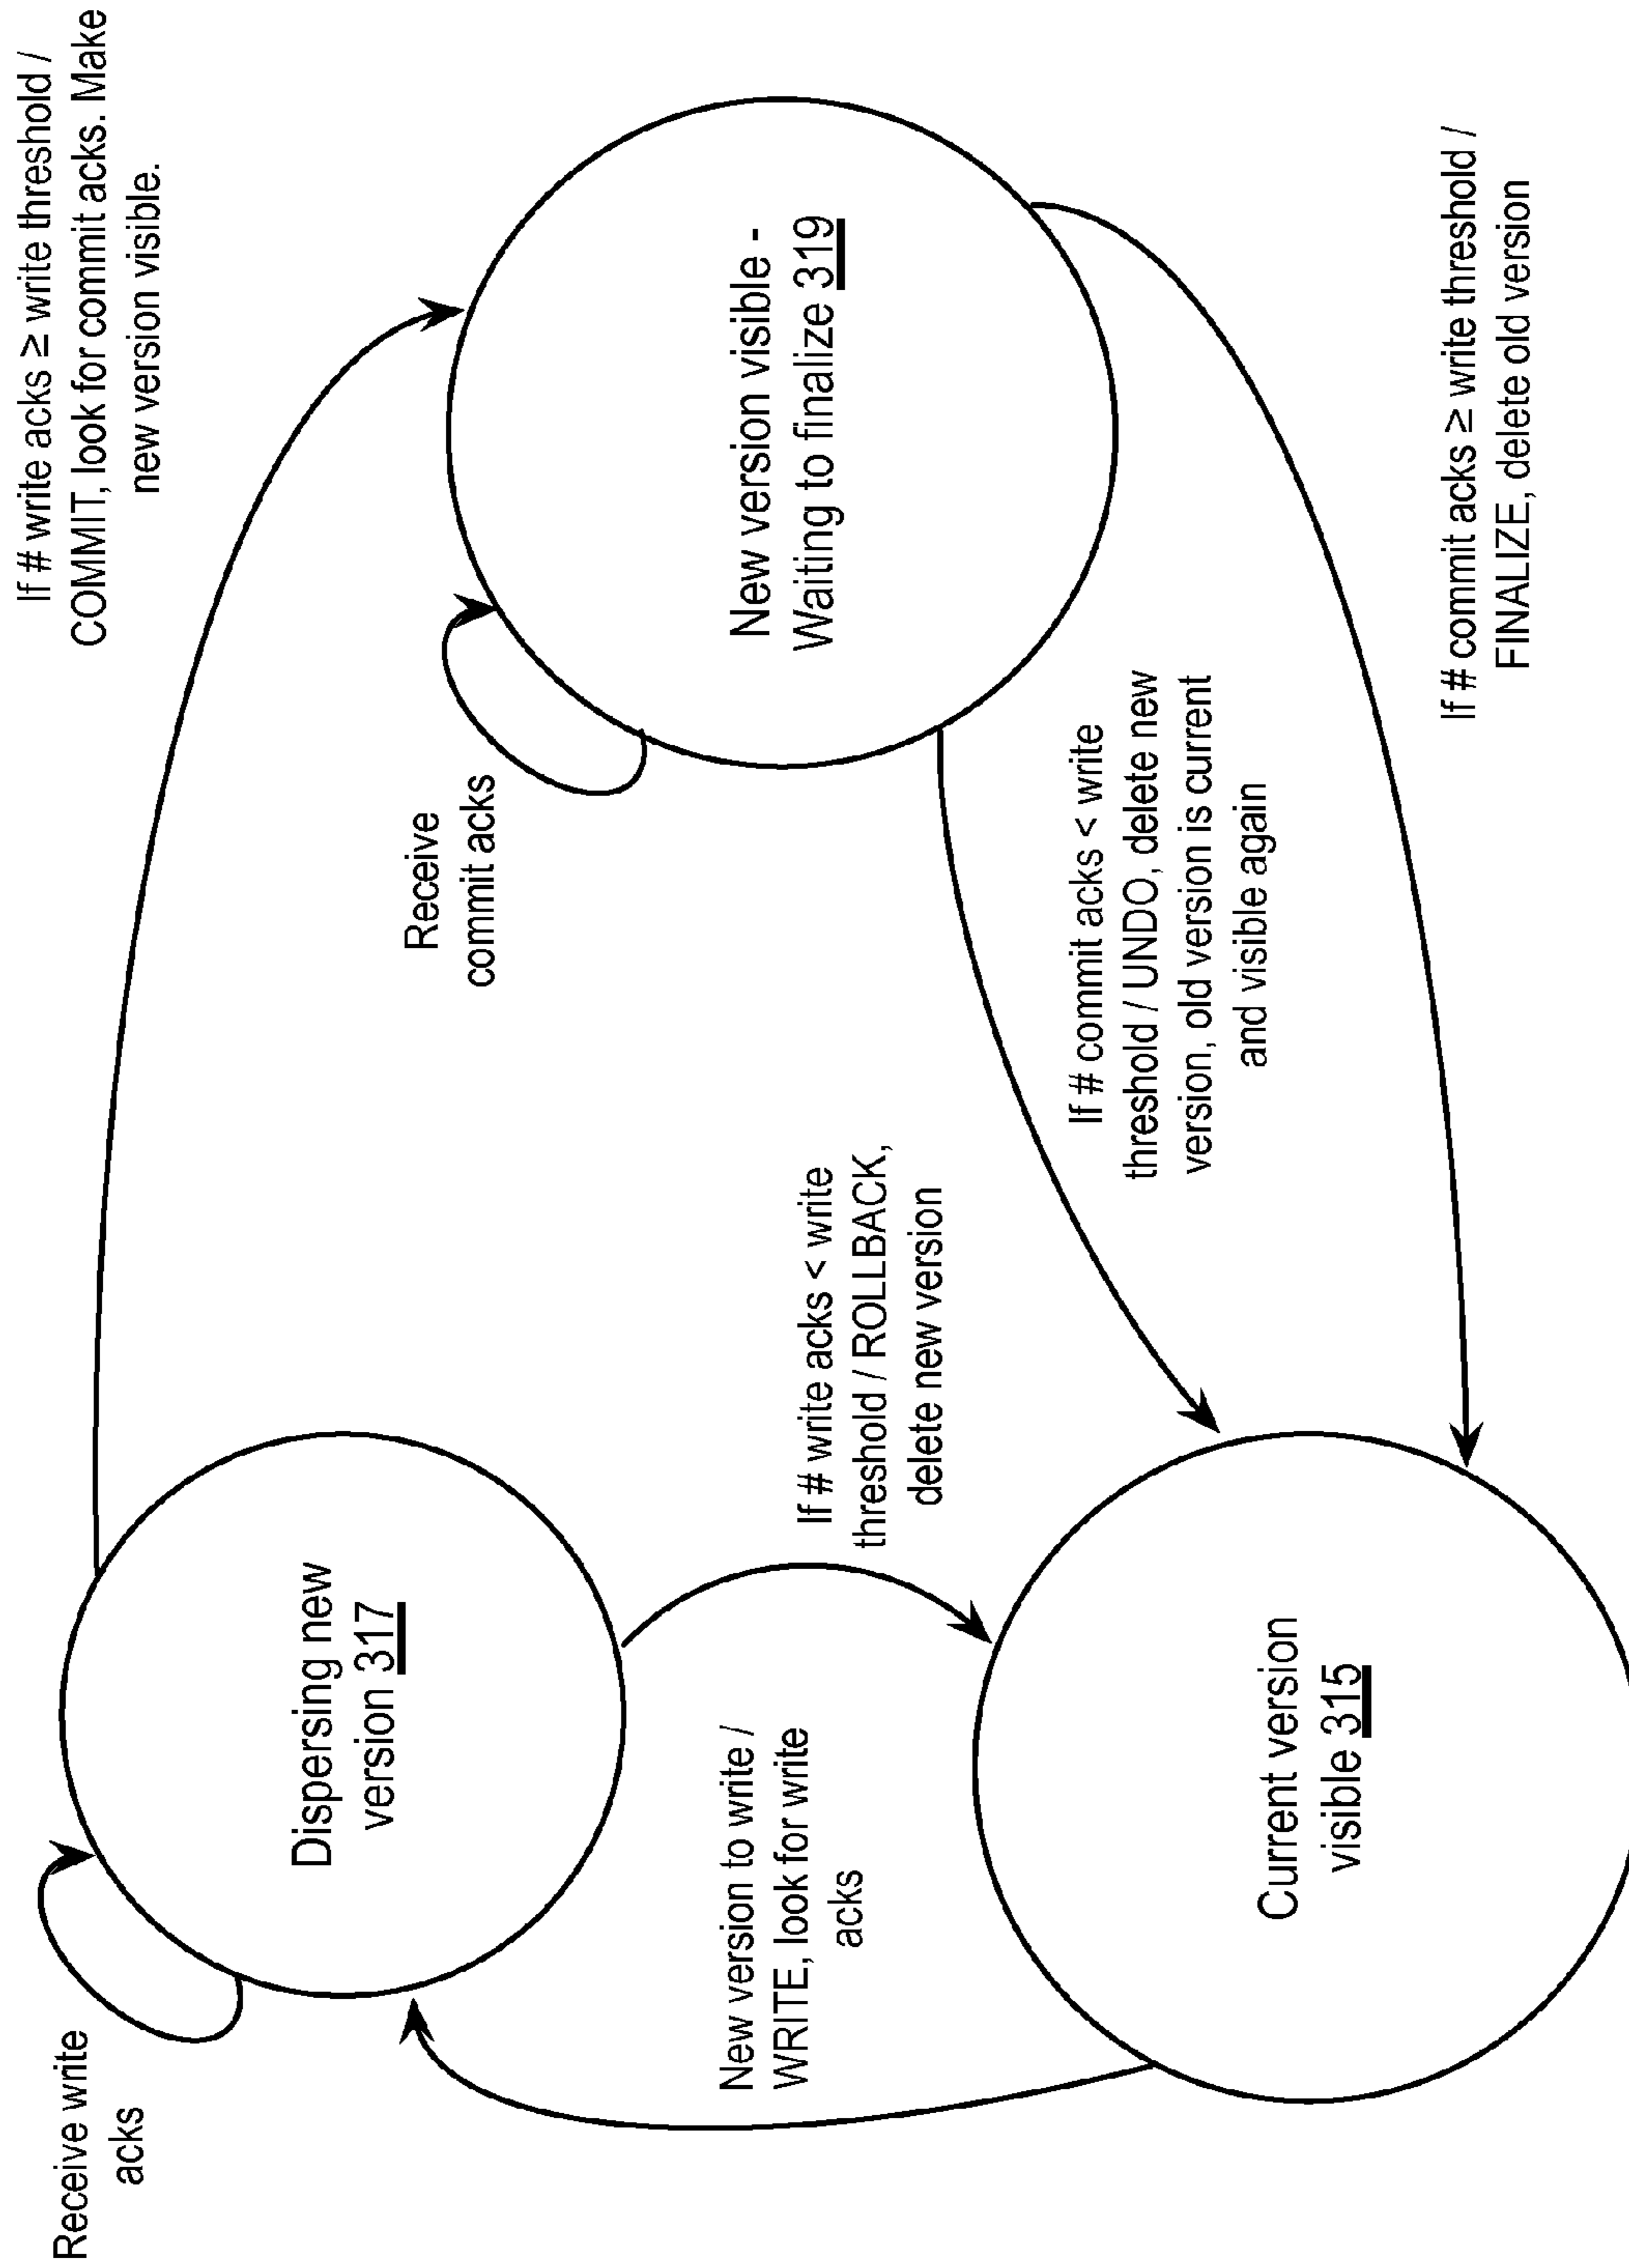 Receive write
acks
If # write acks ≥ write threshold /
COMMIT, look for commit acks. Make
new version visible.
Dispersing new
version 317
Receive
commit acks
New version visible -
Waiting to finalize 319
New version to write /
WRITE, look for write
acks
If # write acks < write
threshold / ROLLBACK,
delete new version
If # commit acks < write
threshold / UNDO, delete new
version, old version is current
and visible again
Current version
visible 315
If # commit acks ≥ write threshold /
FINALIZE, delete old version